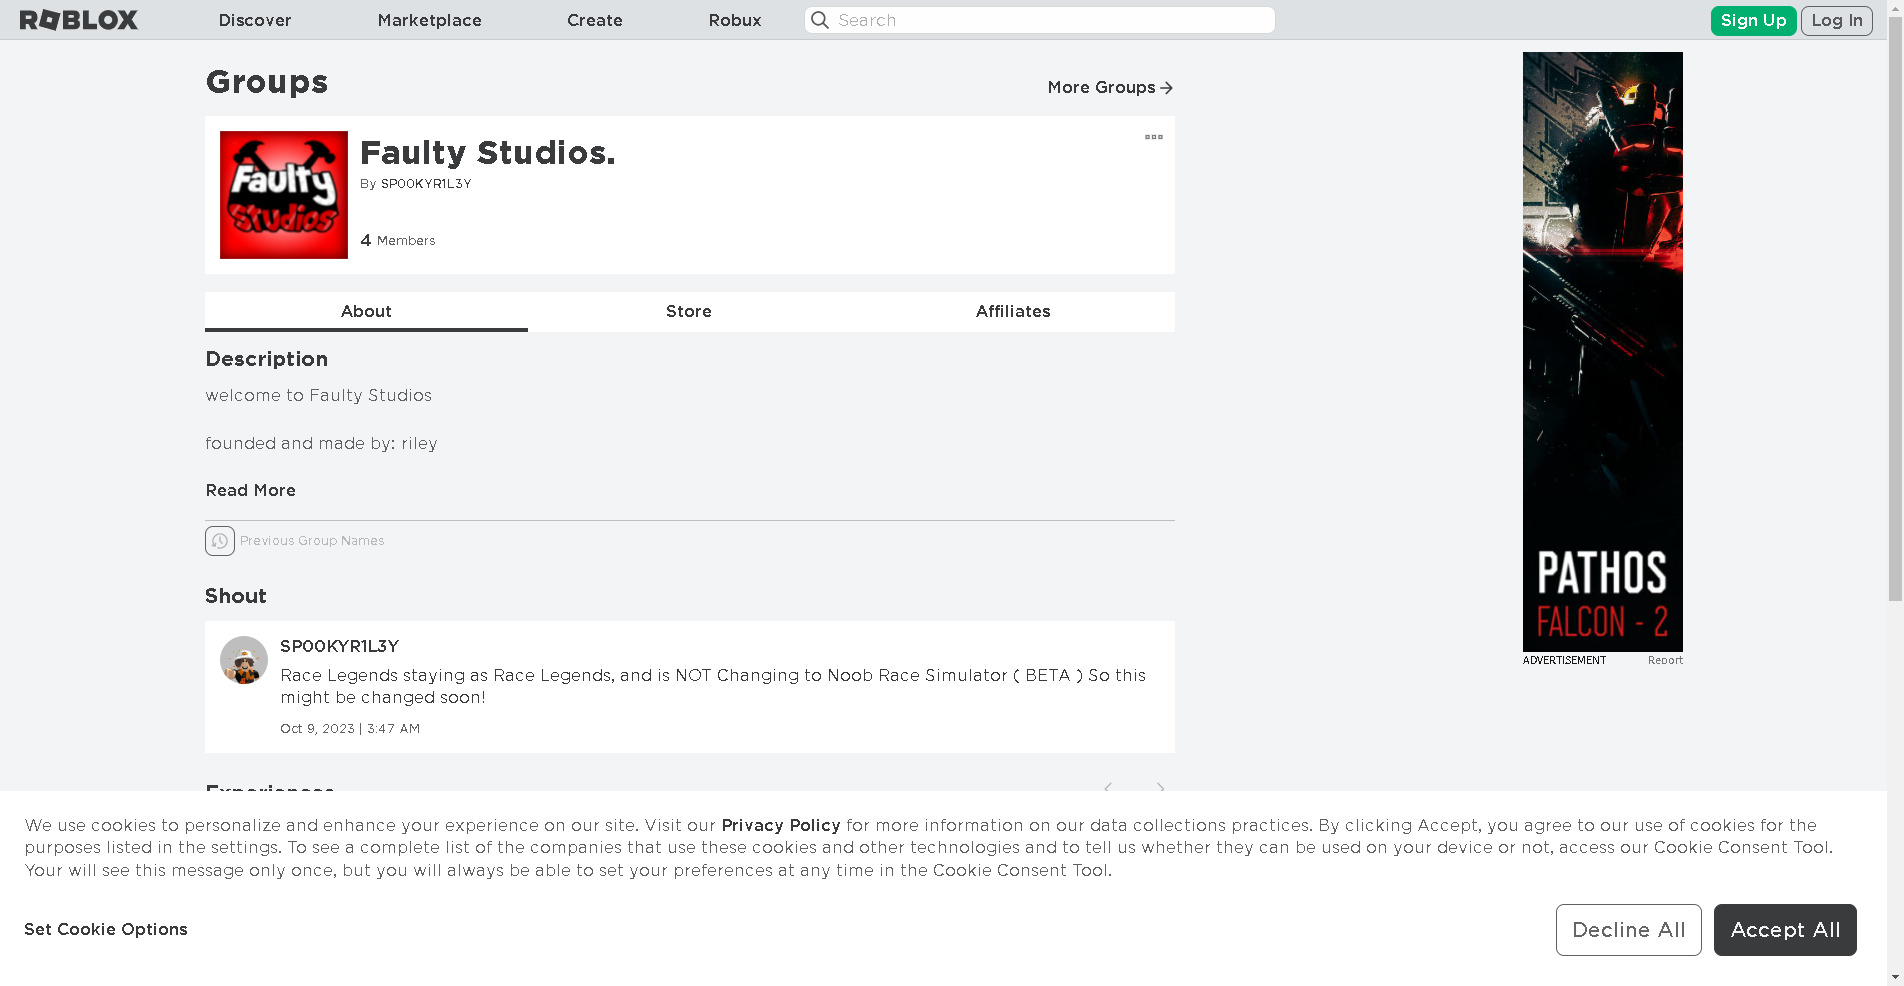 ROBLOX
Discover
Marketplace
Create
Robux
Search
Sign Up
Log In
Groups
More Groups
Faulty Studios
Faulty Studios.
By SP00KYR1L3Y
4 Members
About
Store
Affiliates
Description
welcome to Faulty Studios
founded and made by: riley
Read More
Previous Group Names
Shout
SP00KYR1L3Y
Race Legends staying as Race Legends, and is NOT Changing to Noob Race Simulator ( BETA ) So this
might be changed soon!
Oct 9, 2023 | 3:47 AM
Experiences
PATHOS
FALCON - 2
ADVERTISEMENT
Report
We use cookies to personalize and enhance your experience on our site. Visit our Privacy Policy for more information on our data collections practices. By clicking Accept, you agree to our use of cookies for the
purposes listed in the settings. To see a complete list of the companies that use these cookies and other technologies and to tell us whether they can be used on your device or not, access our Cookie Consent Tool.
Your will see this message only once, but you will always be able to set your preferences at any time in the Cookie Consent Tool.
Set Cookie Options
Decline All
Accept All